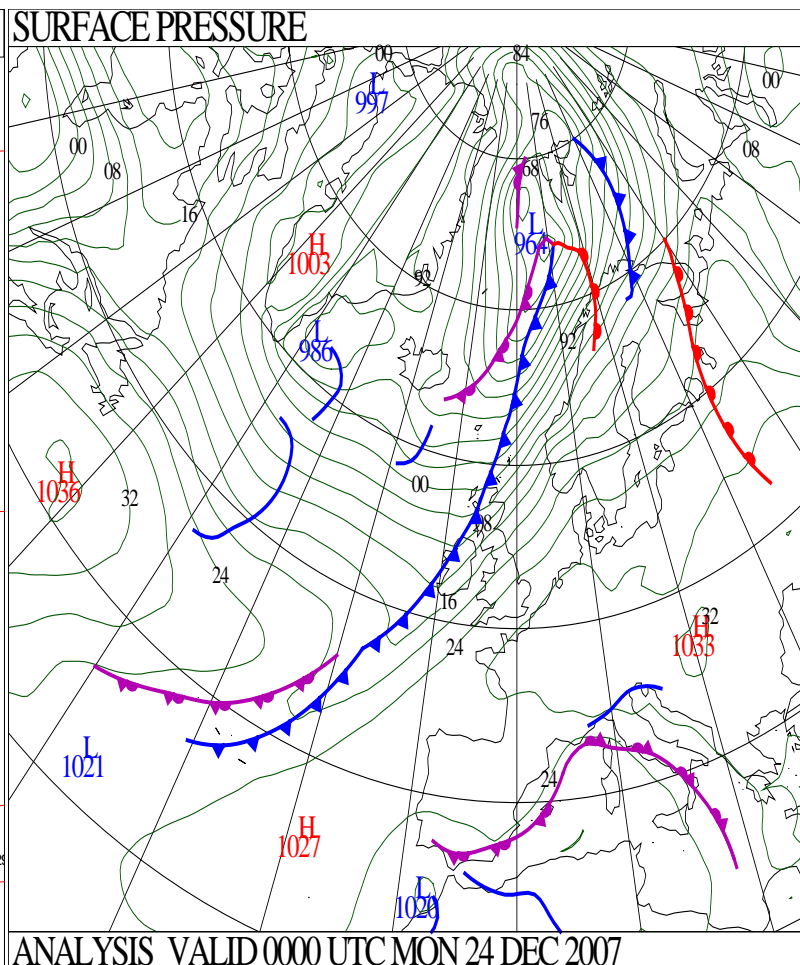 SURFACE PRESSURE
00
84
L
997
00
76
08
00
08
68
16
L
964
H
1003
92
L
986
92
H
1036
32
00
08
24
16
32
24
H
1033
L
1021
24
H
1027
L
1020
ANALYSIS VALID 0000 UTC MON 24 DEC 2007